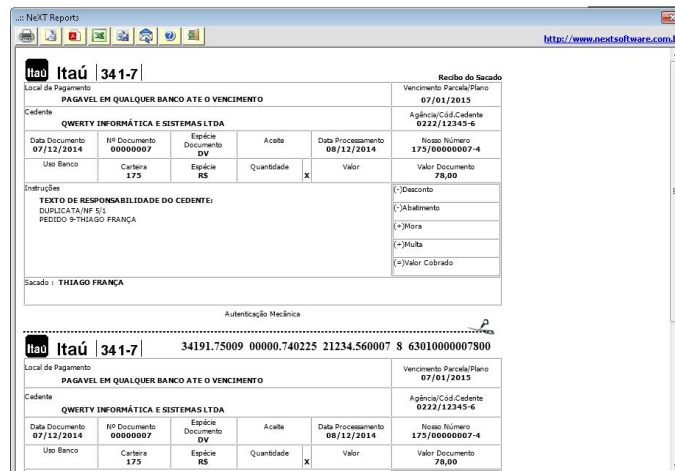 ..:: NeXT Reports
http://www.nextsoftware.com.
Itaú Itaú 341-7
Recibo do Sacado
Local de Pagamento
PAGAVEL EM QUALQUER BANCO ATE O VENCIMENTO
Vencimento Parcela/Plano
07/01/2015
Cedente
QWERTY INFORMÁTICA E SISTEMAS LTDA
Agência/Cód.Cedente
0222/12345-6
Data Documento
07/12/2014
Nº Documento
00000007
Espécie Documento
DV
Aceite
Data Processamento
08/12/2014
Nosso Número
175/00000007-4
Uso Banco
Carteira
175
Espécie
R$
Quantidade
X
Valor
Valor Documento
78,00
Instruções
TEXTO DE RESPONSABILIDADE DO CEDENTE:
DUPLICATA/NF 5/1
PEDIDO 9-THIAGO FRANÇA
(-)Desconto
(-)Abatimento
(+)Mora
(+)Multa
(=)Valor Cobrado
Sacado : THIAGO FRANÇA
Autenticação Mecânica
Itaú Itaú 341-7
34191.75009 00000.740225 21234.560007 8 63010000007800
Local de Pagamento
PAGAVEL EM QUALQUER BANCO ATE O VENCIMENTO
Vencimento Parcela/Plano
07/01/2015
Cedente
QWERTY INFORMÁTICA E SISTEMAS LTDA
Agência/Cód.Cedente
0222/12345-6
Data Documento
07/12/2014
Nº Documento
00000007
Espécie Documento
DV
Aceite
Data Processamento
08/12/2014
Nosso Número
175/00000007-4
Uso Banco
Carteira
175
Espécie
R$
Quantidade
X
Valor
Valor Documento
78,00